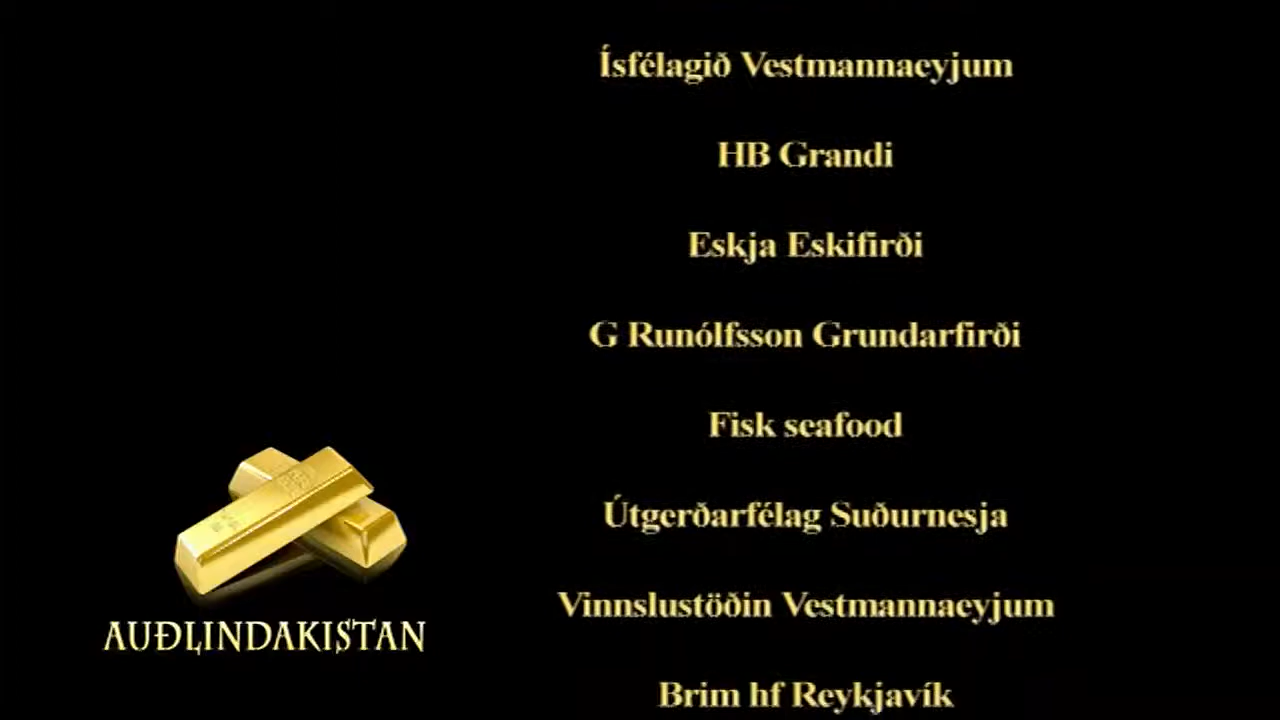 Ísfélagið Vestmannaeyjum
HB Grandi
Eskja Eskifirði
G Runólfsson Grundarfirði
Fisk seafood
Útgerðarfélag Suðurnesja
Vinnslustöðin Vestmannaeyjum
Brim hf Reykjavík
AUÐLINDAKISTAN